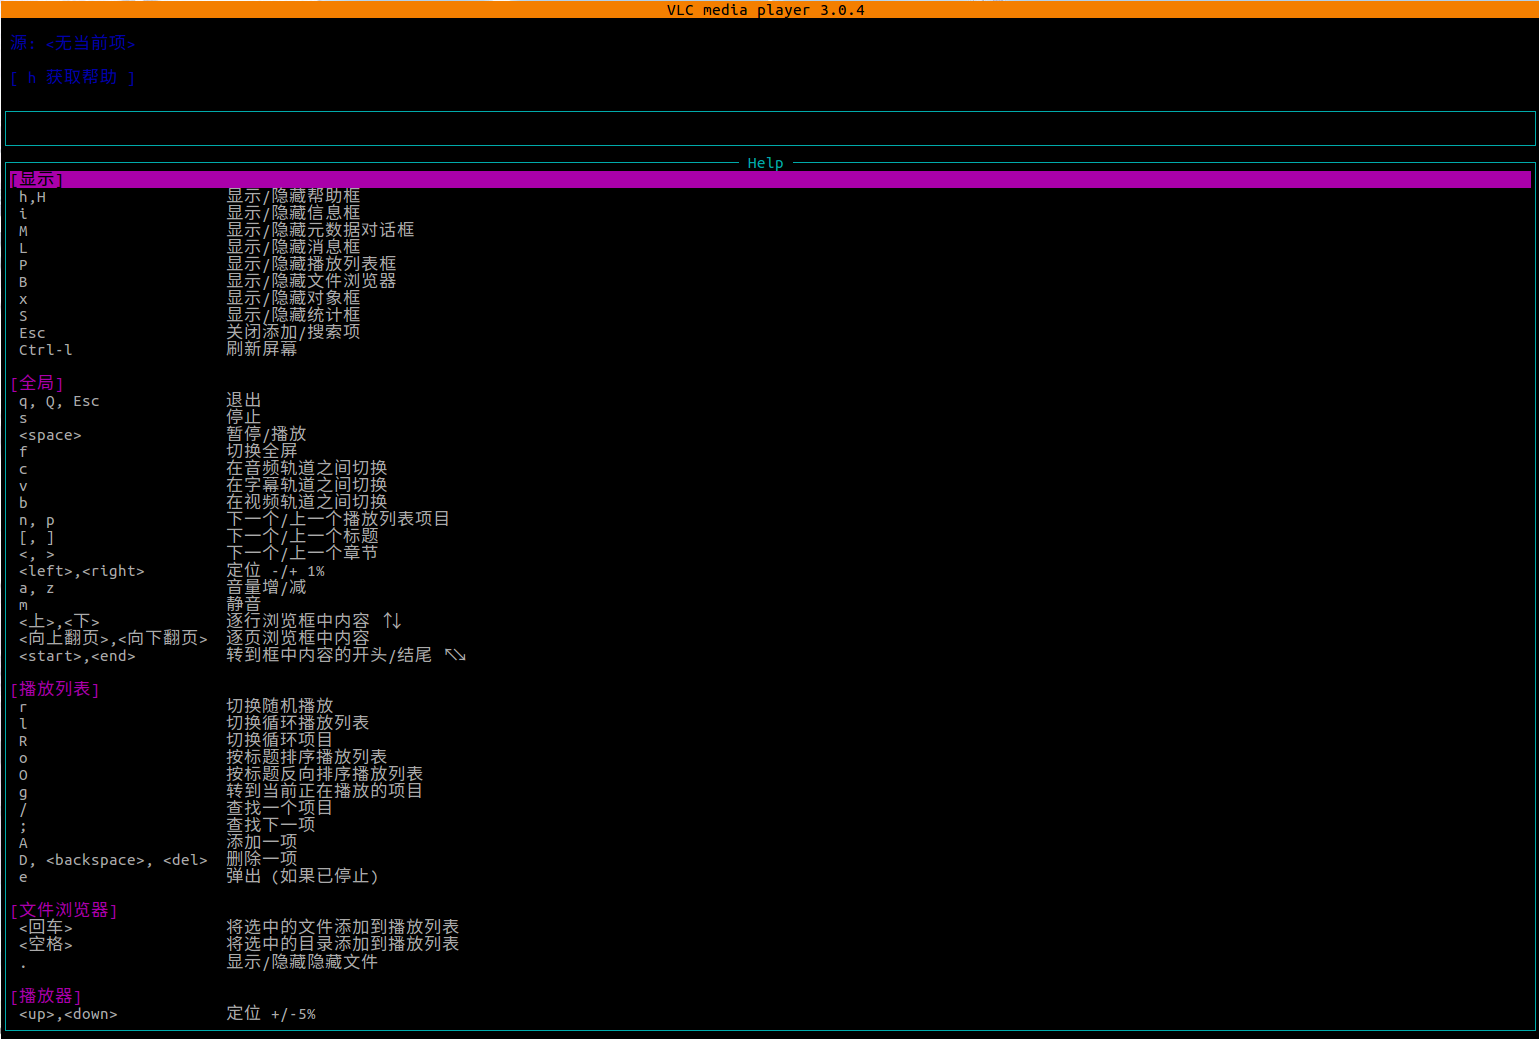 VLC media player 3.0.4
源: <无当前项>
[ h 获取帮助 ]
Help
[显示]
h,H 显示/隐藏帮助框
i 显示/隐藏信息框
M 显示/隐藏元数据对话框
L 显示/隐藏消息框
P 显示/隐藏播放列表框
B 显示/隐藏文件浏览器
x 显示/隐藏对象框
S 显示/隐藏统计框
Esc 关闭添加/搜索项
Ctrl-l 刷新屏幕
[全局]
q, Q, Esc 退出
s 停止
<space> 暂停/播放
f 切换全屏
c 在音频轨道之间切换
v 在字幕轨道之间切换
b 在视频轨道之间切换
n, p 下一个/上一个播放列表项目
[, ] 下一个/上一个标题
<, > 下一个/上一个章节
<left>,<right> 定位 -/+ 1%
a, z 音量增/减
m 静音
<上>,<下> 逐行浏览框中内容 ↑↓
<向上翻页>,<向下翻页> 逐页浏览框中内容
<start>,<end> 转到框中内容的开头/结尾 ↖↘
[播放列表]
r 切换随机播放
l 切换循环播放列表
R 切换循环项目
o 按标题排序播放列表
O 按标题反向排序播放列表
g 转到当前正在播放的项目
/ 查找一个项目
; 查找下一项
A 添加一项
D, <backspace>, <del> 删除一项
e 弹出 (如果已停止)
[文件浏览器]
<回车> 将选中的文件添加到播放列表
<空格> 将选中的目录添加到播放列表
. 显示/隐藏隐藏文件
[播放器]
<up>,<down> 定位 +/-5%